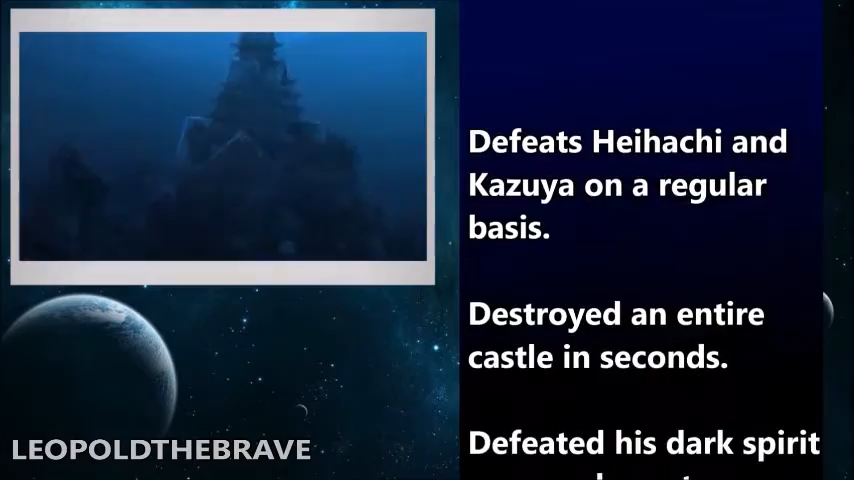 Defeats Heihachi and
Kazuya on a regular
basis.
Destroyed an entire
castle in seconds.
Defeated his dark spirit
LEOPOLDTHEBRAVE